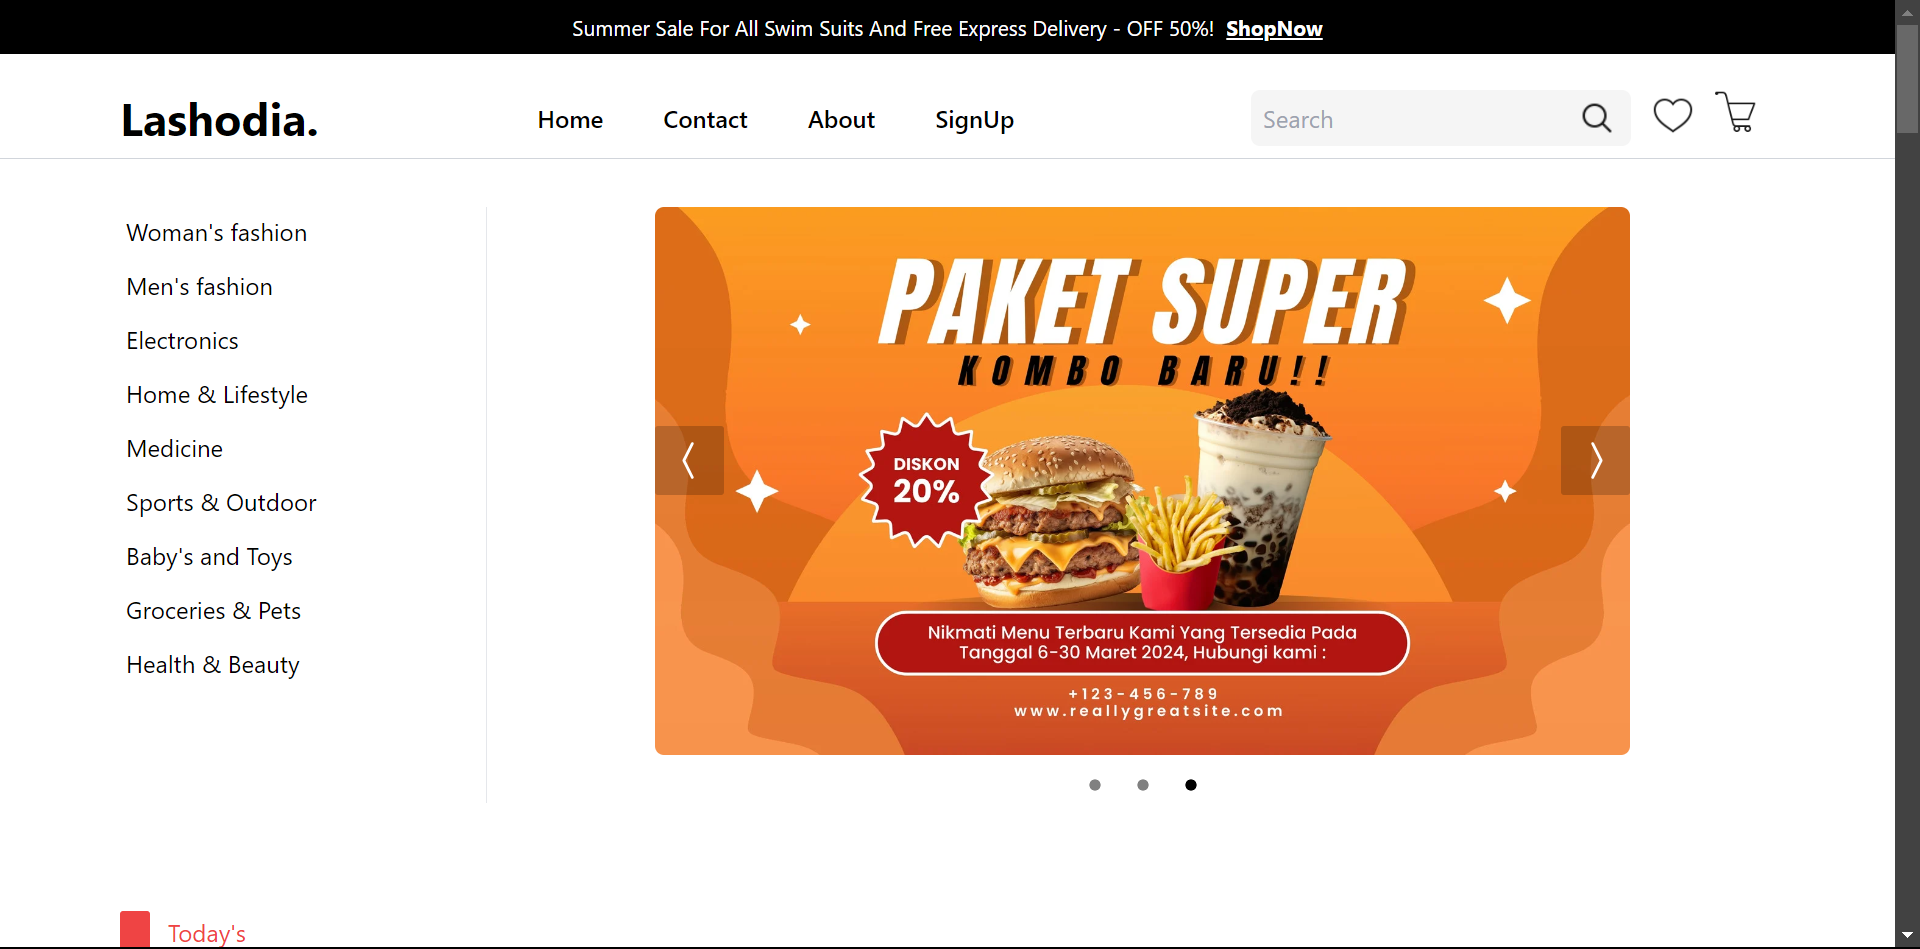 Summer Sale For All Swim Suits And Free Express Delivery - OFF 50%! ShopNow
Lashodia.
Home
Contact
About
SignUp
Search
Woman's fashion
Men's fashion
Electronics
Home & Lifestyle
Medicine
Sports & Outdoor
Baby's and Toys
Groceries & Pets
Health & Beauty
PAKET SUPER
KOMBO BARU!!
DISKON
20%
Nikmati Menu Terbaru Kami Yang Tersedia Pada
Tanggal 6-30 Maret 2024, Hubungi kami :
+123-456-789
www.reallygreatsite.com
Today's